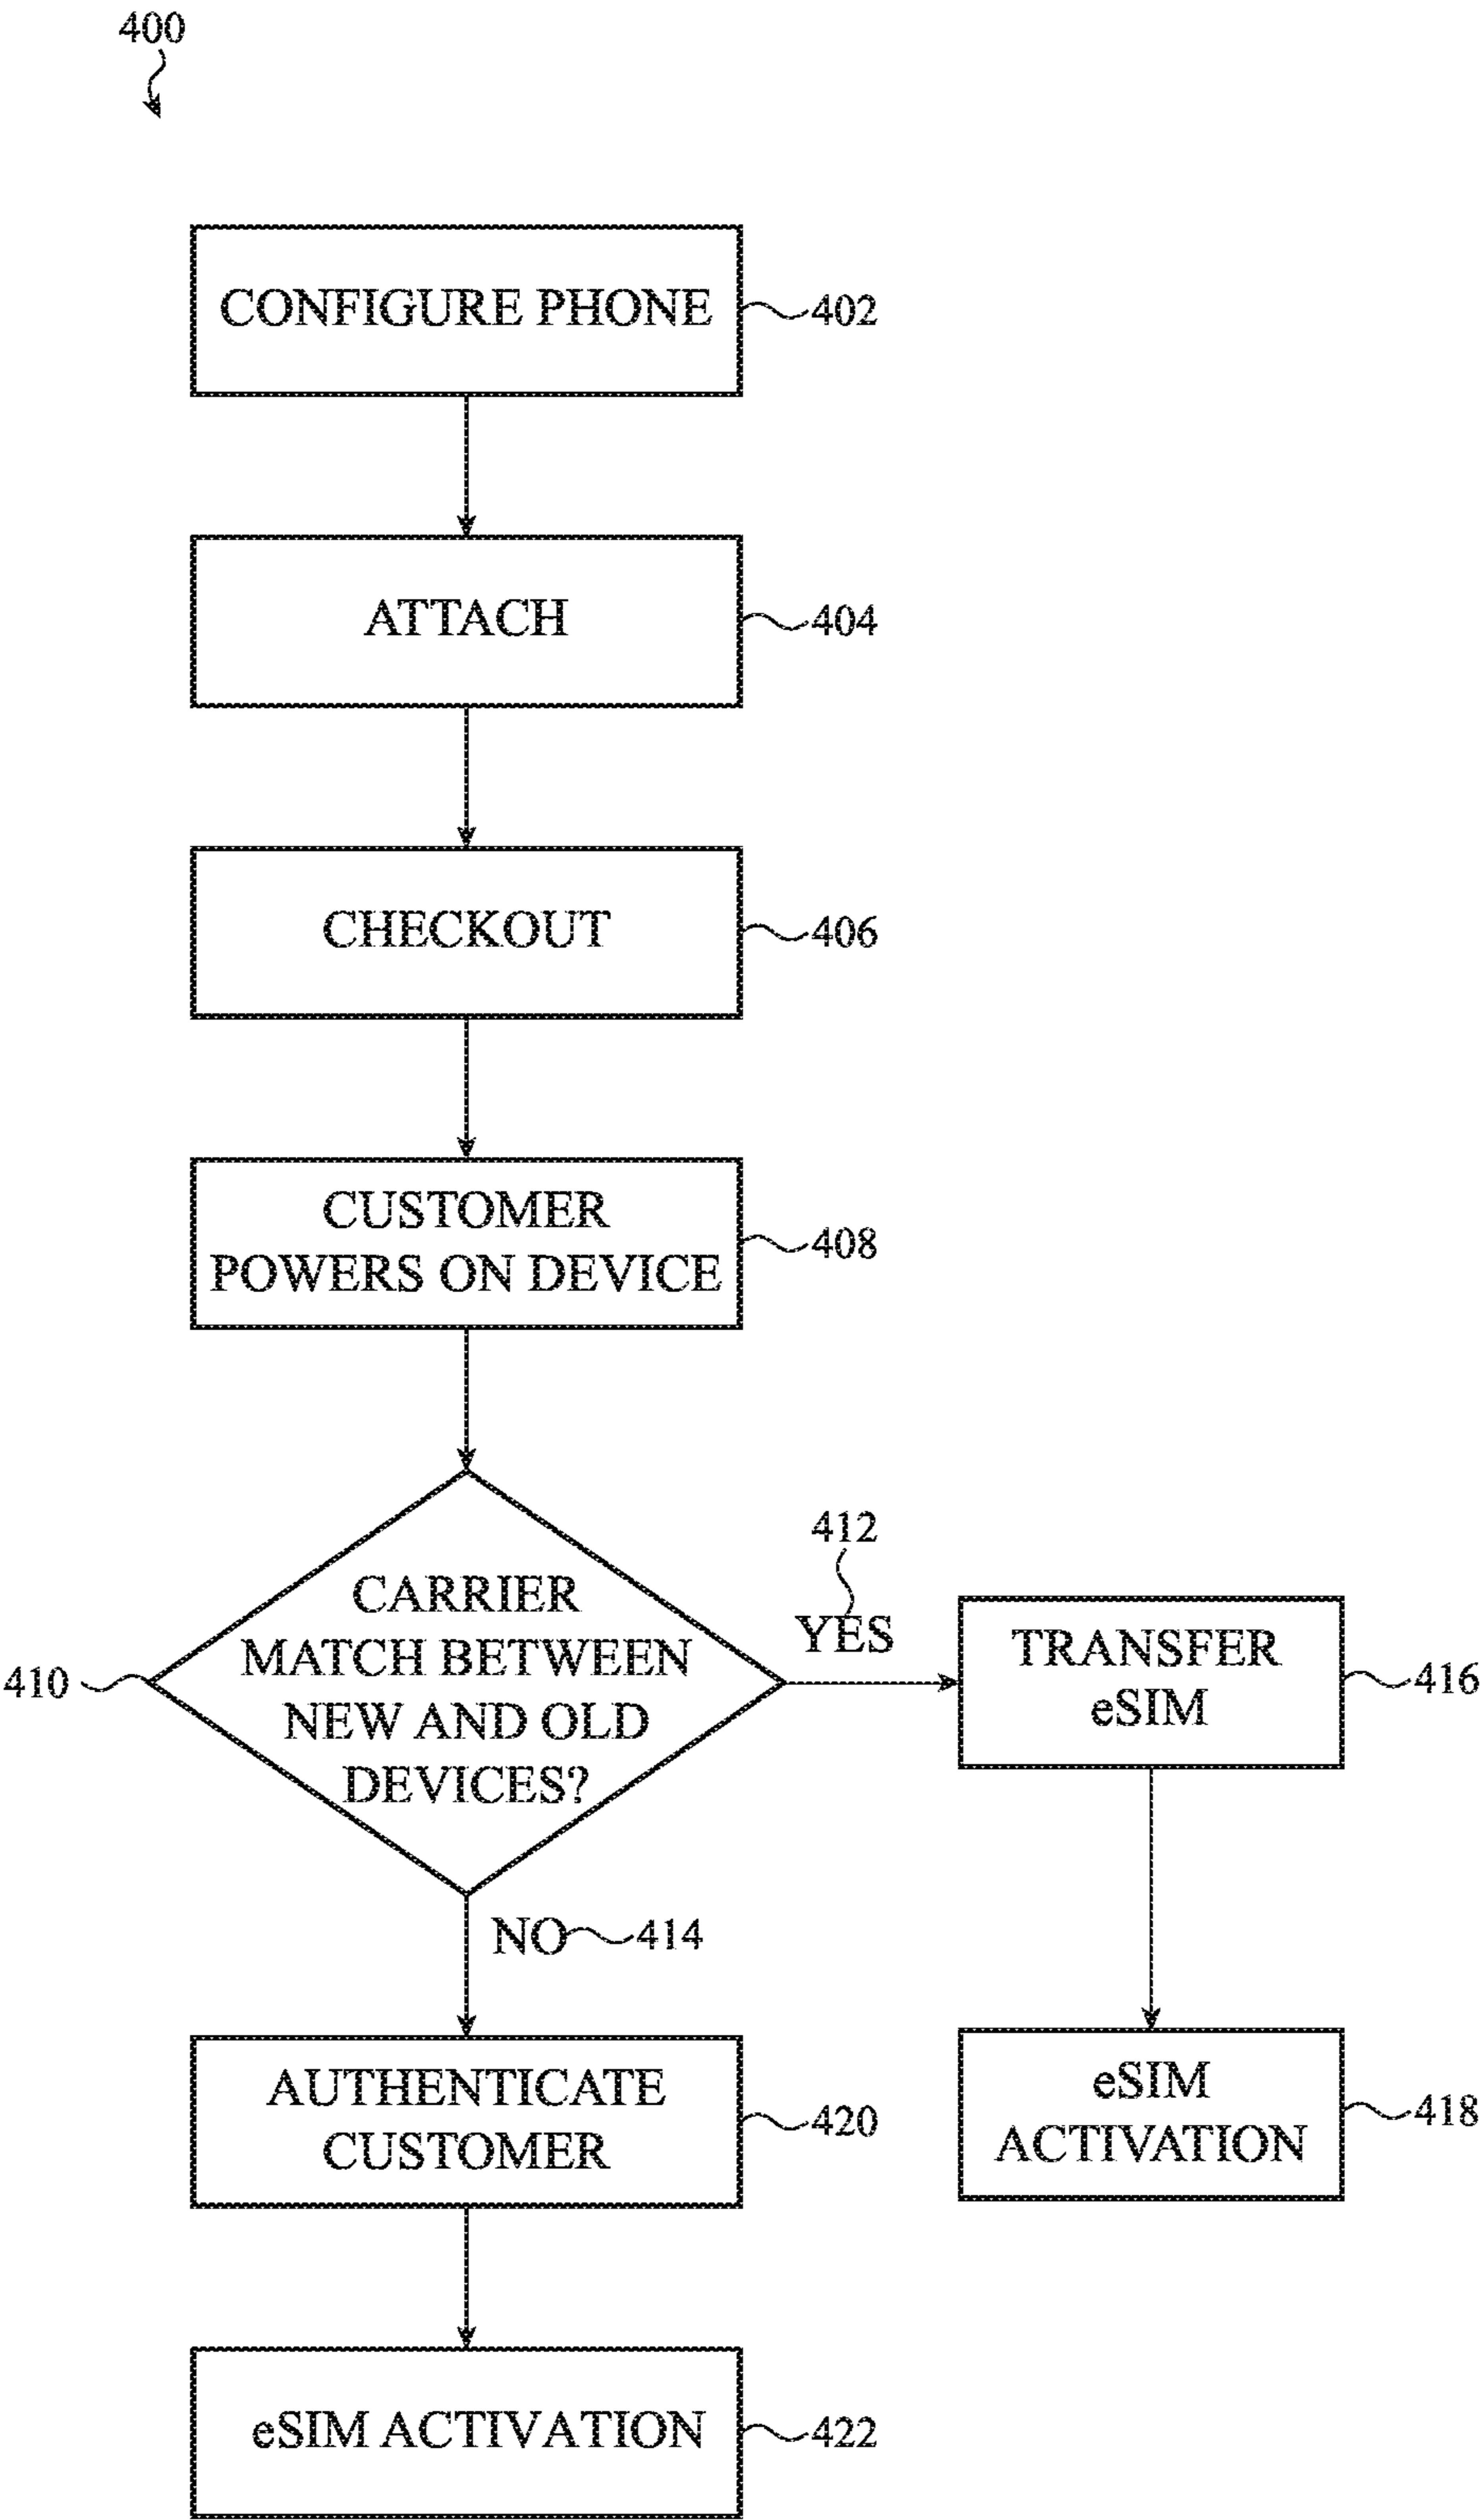 400
CONFIGURE PHONE
402
ATTACH
404
CHECKOUT
406
CUSTOMER
POWERS ON DEVICE
408
CARRIER
MATCH BETWEEN
NEW AND OLD
DEVICES?
410
412
YES
TRANSFER
eSIM
416
NO
414
eSIM
ACTIVATION
418
AUTHENTICATE
CUSTOMER
420
eSIM ACTIVATION
422